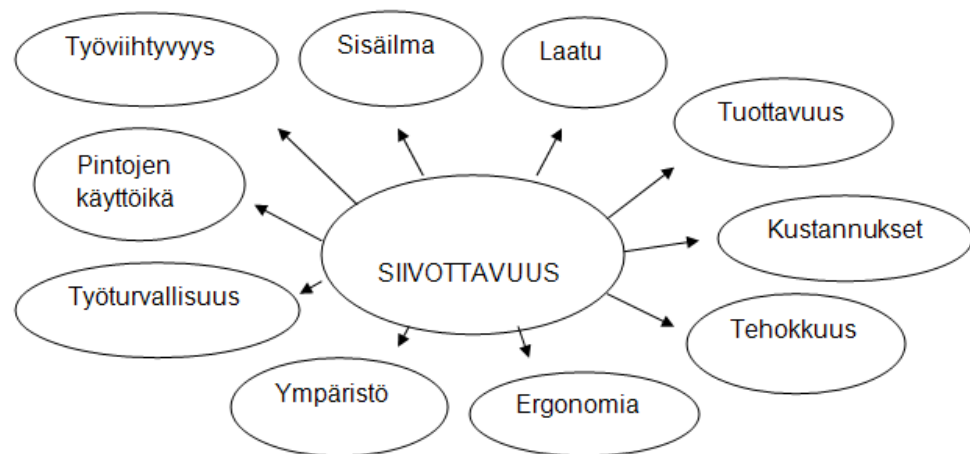 Työviihtyvyys
Sisäilma
Laatu
Tuottavuus
Pintojen
käyttöikä
Kustannukset
SIIVOTTAVUUS
Työturvallisuus
Tehokkuus
Ympäristö
Ergonomia